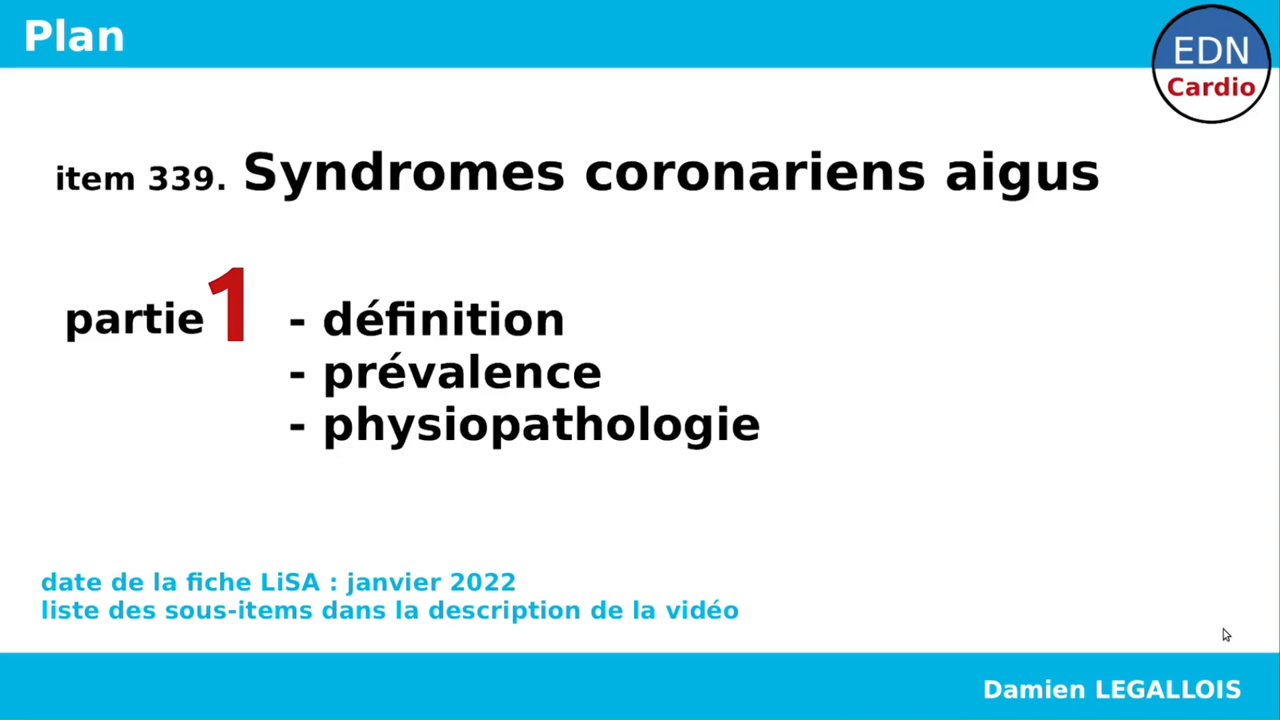 Plan
EDN
Cardio
item 339. Syndromes coronariens aigus
partie 1 - définition
- prévalence
- physiopathologie
date de la fiche LiSA : janvier 2022
liste des sous-items dans la description de la vidéo
Damien LEGALLOIS